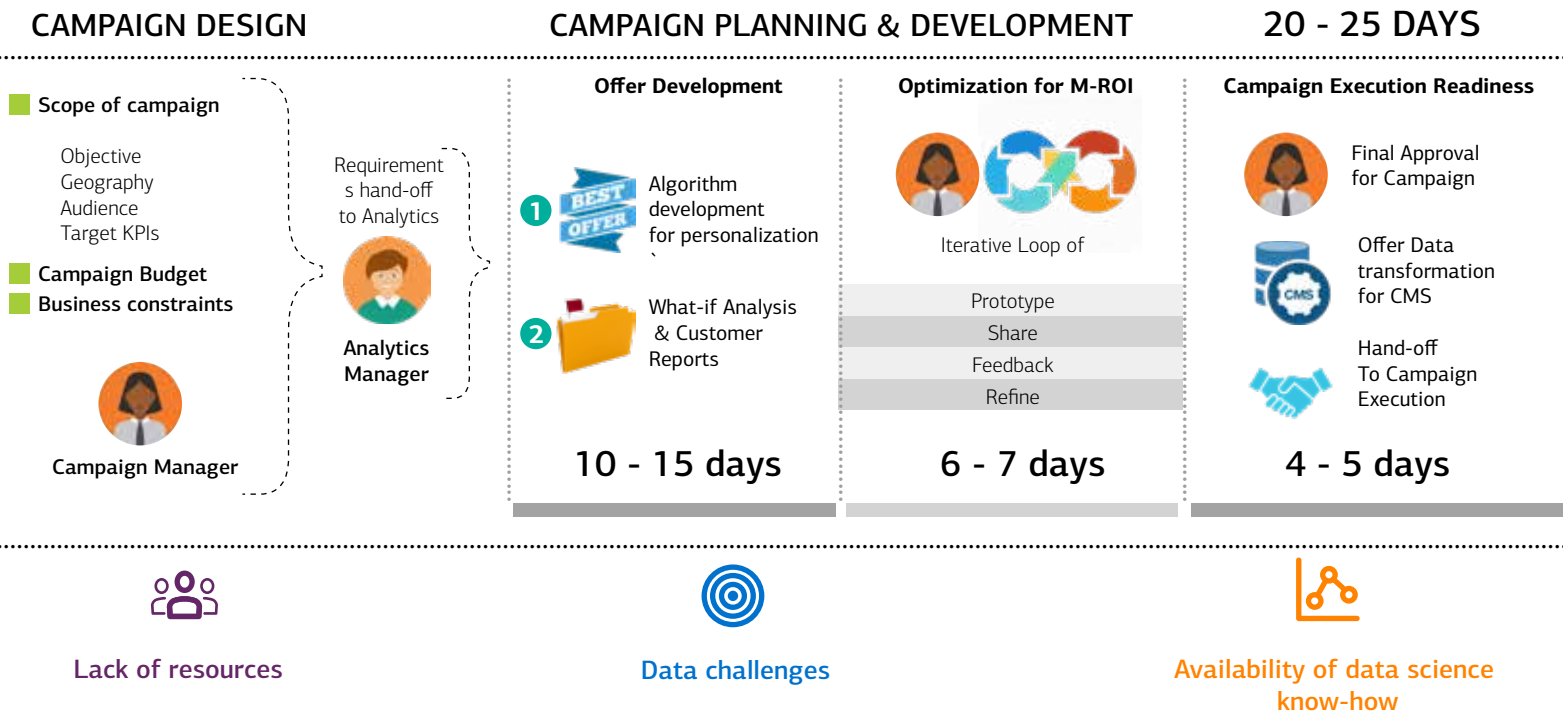 CAMPAIGN DESIGN
CAMPAIGN PLANNING & DEVELOPMENT
20 - 25 DAYS
Scope of campaign
Objective
Geography
Audience
Target KPIs
Campaign Budget
Business constraints
Campaign Manager
Requirement
s hand-off
to Analytics
Analytics
Manager
Offer Development
1
BEST
OFFER
Algorithm
development
for personalization
`
2
What-if Analysis
& Customer
Reports
10 - 15 days
Optimization for M-ROI
Iterative Loop of
Prototype
Share
Feedback
Refine
6 - 7 days
Campaign Execution Readiness
Final Approval
for Campaign
CMS
Offer Data
transformation
for CMS
Hand-off
To Campaign
Execution
4 - 5 days
Lack of resources
Data challenges
Availability of data science
know-how